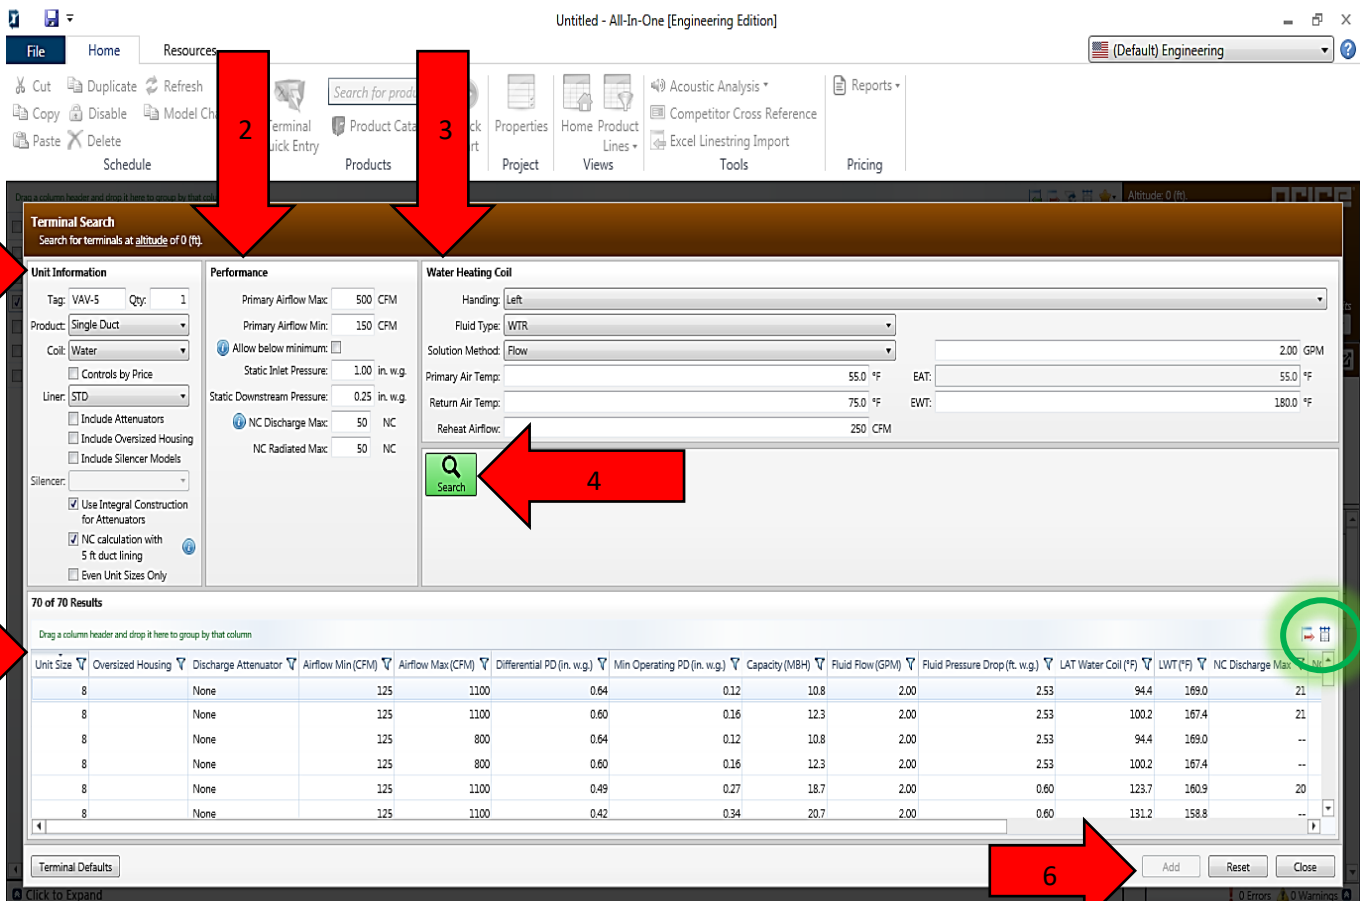 Untitled - All-In-One [Engineering Edition]
File Home Resources (Default) Engineering
Cut Duplicate Refresh
Copy Disable Model
Paste Delete
Schedule
Terminal
Entry
Search for
Product
Products
Properties
Project
Home Product
Lines
Views
Acoustic Analysis
Competitor Cross Reference
Excel Linestring Import
Tools
Reports
Pricing
2
3
Drag a column header and drop it here to group by that
Altitude: 0 (ft).
Terminal Search
Search for terminals at altitude of 0 (ft).
Unit Information
Tag: VAV-5 Qty: 1
Product: Single Duct
Coil: Water
Controls by Price
Liner: STD
Include Attenuators
Include Oversized Housing
Include Silencer Models
Silencer:
Use Integral Construction
for Attenuators
NC calculation with
5 ft duct lining
Even Unit Sizes Only
Performance
Primary Airflow Max: 500 CFM
Primary Airflow Min: 150 CFM
Allow below minimum:
Static Inlet Pressure: 1.00 in. w.g.
Static Downstream Pressure: 0.25 in. w.g.
NC Discharge Max: 50 NC
NC Radiated Max: 50 NC
Water Heating Coil
Handing: Left
Fluid Type: WTR
Solution Method: Flow 2.00 GPM
Primary Air Temp: 55.0 °F EAT: 55.0 °F
Return Air Temp: 75.0 °F EWT: 180.0 °F
Reheat Airflow: 250 CFM
Search
4
70 of 70 Results
Drag a column header and drop it here to group by that column
Unit Size Oversized Housing Discharge Attenuator Airflow Min (CFM) Airflow Max (CFM) Differential PD (in. w.g.) Min Operating PD (in. w.g.) Capacity (MBH) Fluid Flow (GPM) Fluid Pressure Drop (ft. w.g.) LAT Water Coil (°F) LWT (°F) NC Discharge Max
8 None 125 1100 0.64 0.12 10.8 2.00 2.53 94.4 169.0 21
8 None 125 1100 0.60 0.16 12.3 2.00 2.53 100.2 167.4 21
8 None 125 800 0.64 0.12 10.8 2.00 2.53 94.4 169.0 --
8 None 125 800 0.60 0.16 12.3 2.00 2.53 100.2 167.4 --
8 None 125 1100 0.49 0.27 18.7 2.00 0.60 123.7 160.9 20
8 None 125 1100 0.42 0.34 20.7 2.00 0.60 131.2 158.8 --
Terminal Defaults
6
Add Reset Close
Click to Expand
0 Errors 0 Warnings